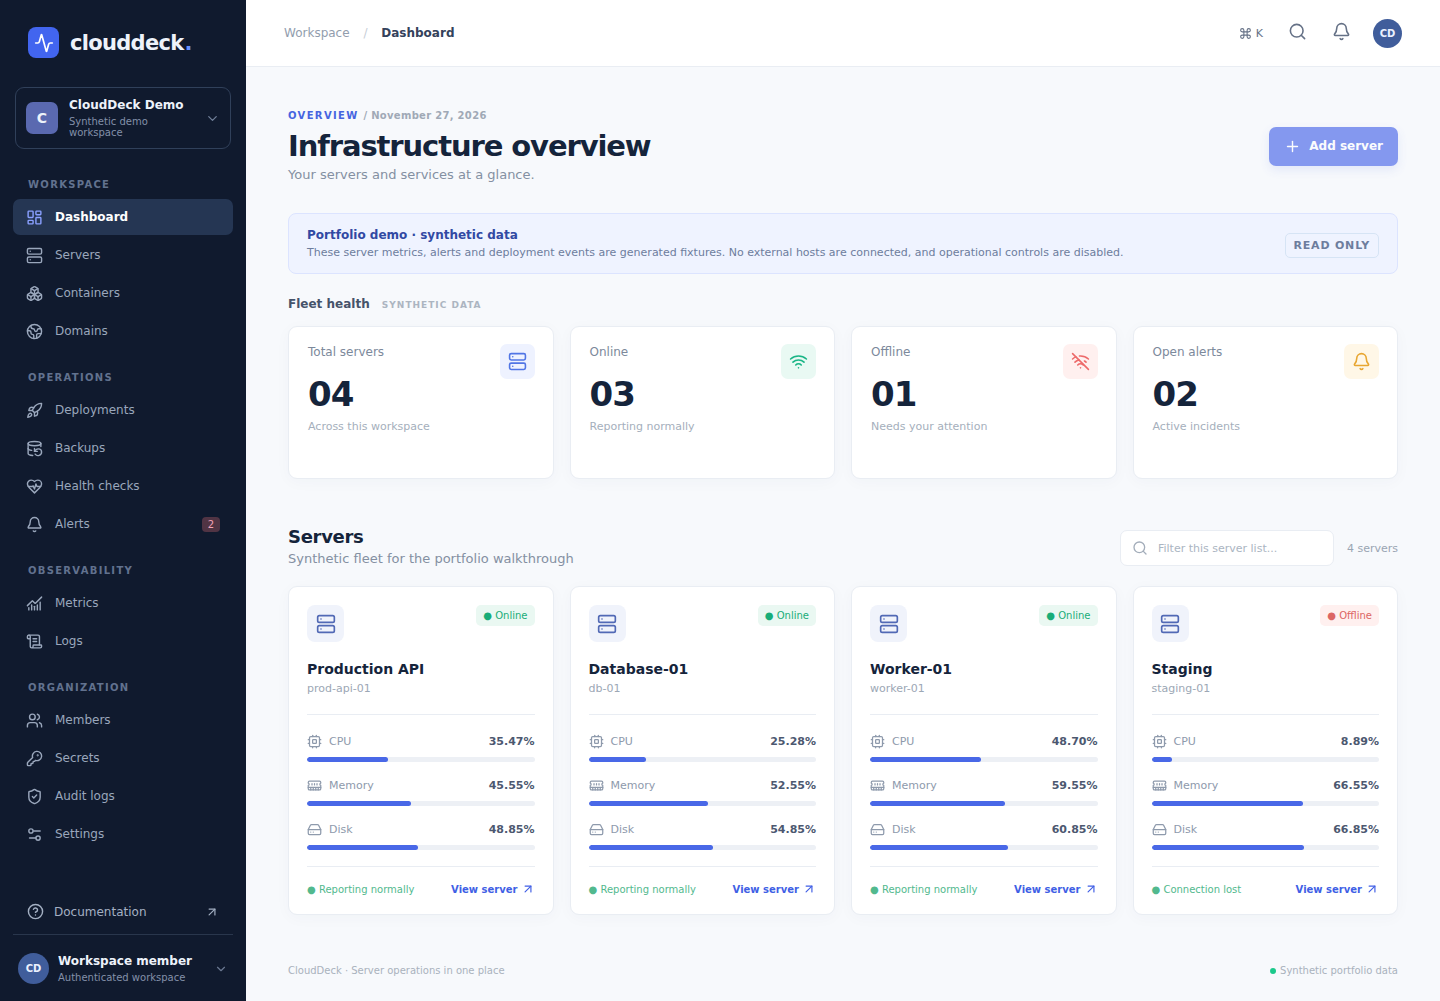 clouddeck.
C
CloudDeck Demo
Synthetic demo
workspace
WORKSPACE
Dashboard
Servers
Containers
Domains
OPERATIONS
Deployments
Backups
Health checks
Alerts 2
OBSERVABILITY
Metrics
Logs
ORGANIZATION
Members
Secrets
Audit logs
Settings
Documentation
CD
Workspace member
Authenticated workspace
Workspace / Dashboard
⌘ K
CD
OVERVIEW / November 27, 2026
Infrastructure overview
Your servers and services at a glance.
Add server
Portfolio demo · synthetic data
These server metrics, alerts and deployment events are generated fixtures. No external hosts are connected, and operational controls are disabled.
READ ONLY
Fleet health SYNTHETIC DATA
Total servers
04
Across this workspace
Online
03
Reporting normally
Offline
01
Needs your attention
Open alerts
02
Active incidents
Servers
Synthetic fleet for the portfolio walkthrough
Filter this server list...
4 servers
Online
Production API
prod-api-01
CPU 35.47%
Memory 45.55%
Disk 48.85%
Reporting normally View server
Online
Database-01
db-01
CPU 25.28%
Memory 52.55%
Disk 54.85%
Reporting normally View server
Online
Worker-01
worker-01
CPU 48.70%
Memory 59.55%
Disk 60.85%
Reporting normally View server
Offline
Staging
staging-01
CPU 8.89%
Memory 66.55%
Disk 66.85%
Connection lost View server
CloudDeck · Server operations in one place
Synthetic portfolio data